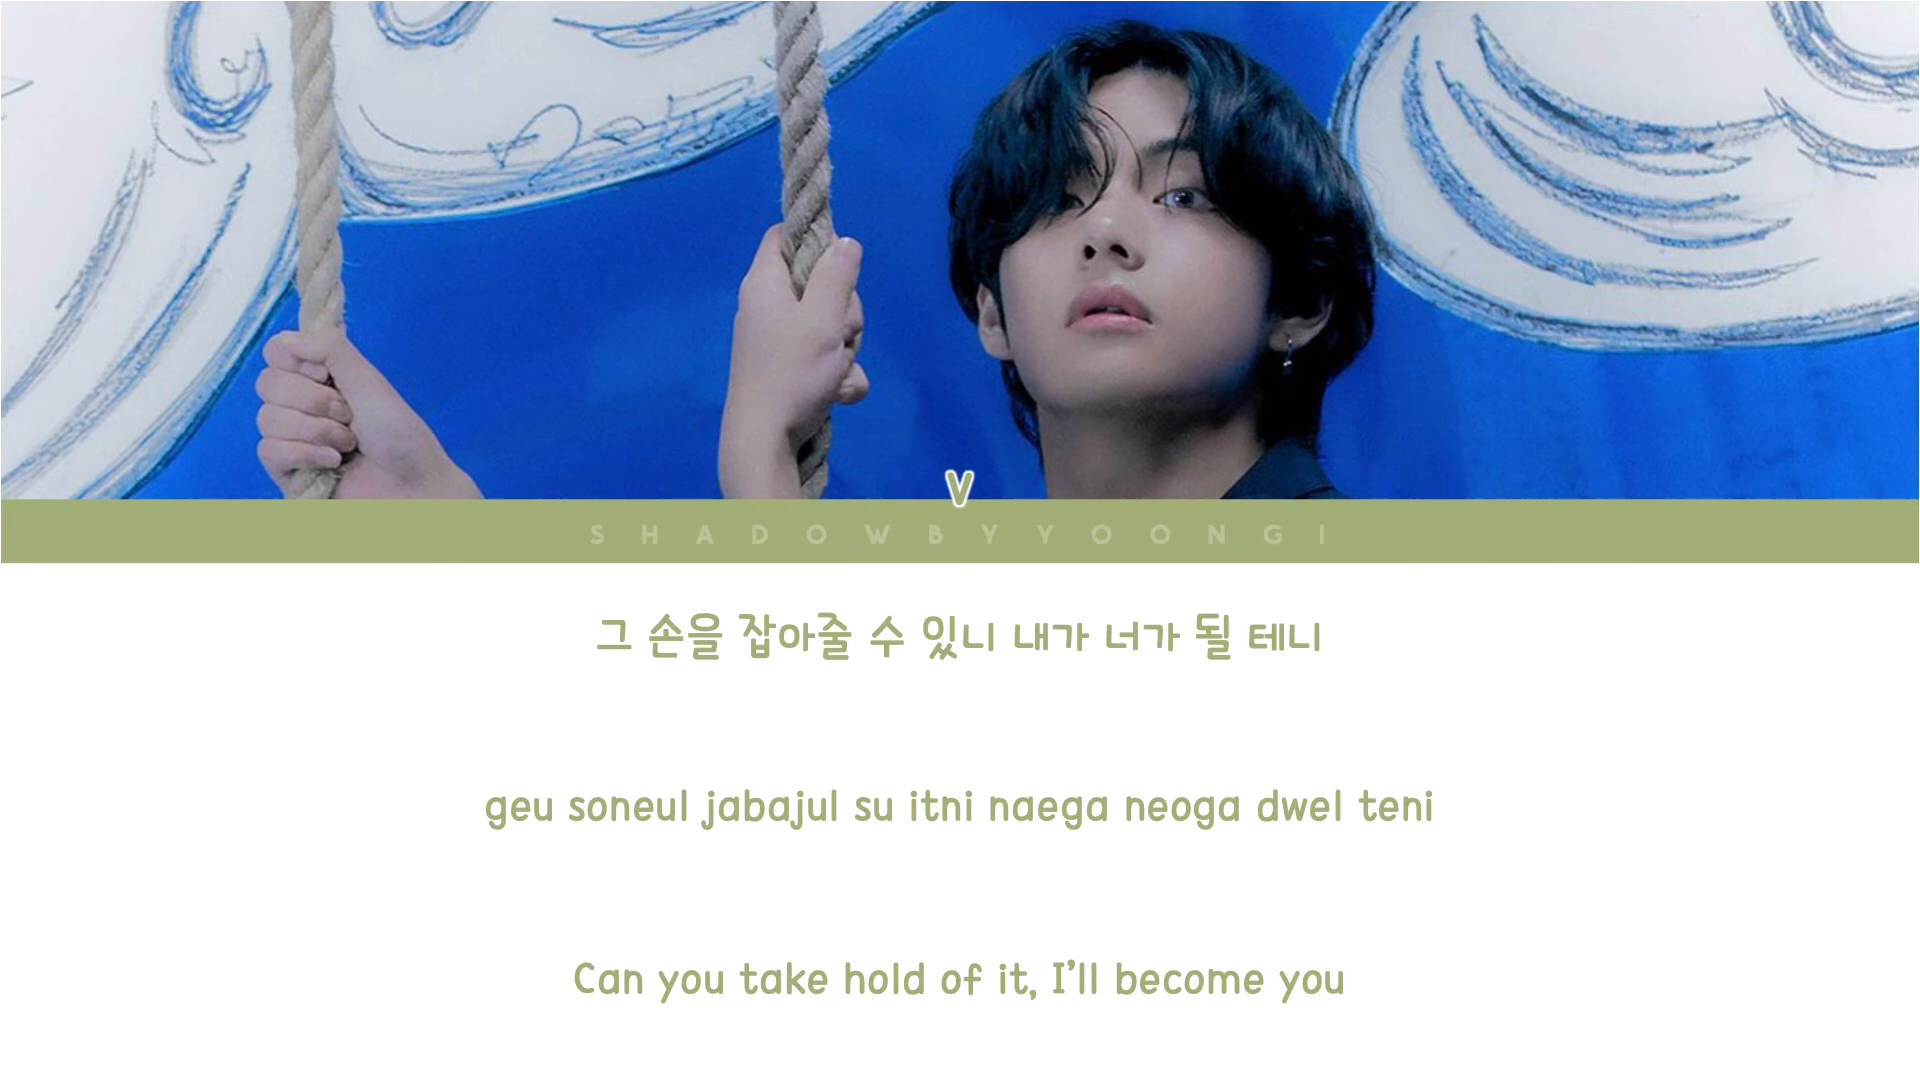 V
SHADOWBYYOONGI
그 손을 잡아줄 수 있니 내가 너가 될 테니
geu soneul jabajul su itni naega neoga dwel teni
Can you take hold of it, I'll become you